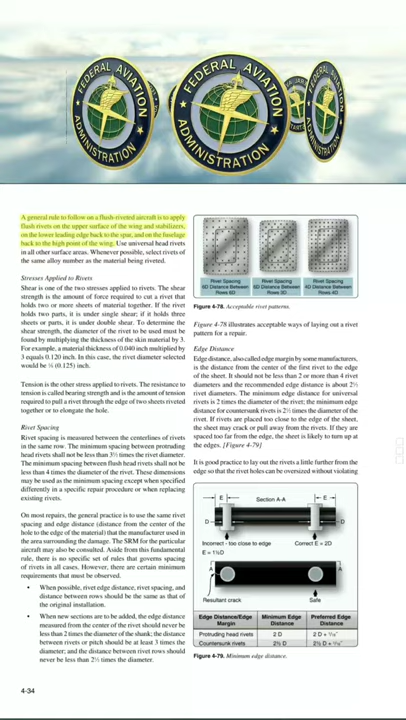 FEDERAL AVIATION
ADMINISTRATION
FEDERAL AVIATION
ADMINISTRATION
A general rule to follow on a flush-riveted aircraft is to apply
flush rivets on the upper surface of the wing and stabilizers,
on the lower leading edge back to the spar, and on the fuselage
back to the high point of the wing. Use universal head rivets
in all other surface areas. Whenever possible, select rivets of
the same alloy number as the material being riveted.
Stresses Applied to Rivets
Shear is one of the two stresses applied to rivets. The shear
strength is the amount of force required to cut a rivet that
holds two or more sheets of material together. If the rivet
holds two parts, it is under single shear; if it holds three
sheets or parts, it is under double shear. To determine the
shear strength, the diameter of the rivet to be used must be
found by multiplying the thickness of the skin material by 3.
For example, a material thickness of 0.040 inch multiplied by
3 equals 0.120 inch. In this case, the rivet diameter selected
would be ⅛ (0.125) inch.
Tension is the other stress applied to rivets. The resistance to
tension is called bearing strength and is the amount of tension
required to pull a rivet through the edge of two sheets riveted
together or to elongate the hole.
Rivet Spacing
Rivet spacing is measured between the centerlines of rivets
in the same row. The minimum spacing between protruding
head rivets shall not be less than 3½ times the rivet diameter.
The minimum spacing between flush head rivets shall not be
less than 4 times the diameter of the rivet. These dimensions
may be used as the minimum spacing except when specified
differently in a specific repair procedure or when replacing
existing rivets.
On most repairs, the general practice is to use the same rivet
spacing and edge distance (distance from the center of the
hole to the edge of the material) that the manufacturer used in
the area surrounding the damage. The SRM for the particular
aircraft may also be consulted. Aside from this fundamental
rule, there is no specific set of rules that governs spacing
of rivets in all cases. However, there are certain minimum
requirements that must be observed.
• When possible, rivet edge distance, rivet spacing, and
distance between rows should be the same as that of
the original installation.
• When new sections are to be added, the edge distance
measured from the center of the rivet should never be
less than 2 times the diameter of the shank; the distance
between rivets or pitch should be at least 3 times the
diameter; and the distance between rivet rows should
never be less than 2½ times the diameter.
4-34
Rivet Spacing
6D Distance Between
Rows 6D
Rivet Spacing
6D Distance Between
Rows 3D
Rivet Spacing
4D Distance Between
Rows 4D
Figure 4-78. Acceptable rivet patterns.
Figure 4-78 illustrates acceptable ways of laying out a rivet
pattern for a repair.
Edge Distance
Edge distance, also called edge margin by some manufacturers,
is the distance from the center of the first rivet to the edge
of the sheet. It should not be less than 2 or more than 4 rivet
diameters and the recommended edge distance is about 2½
rivet diameters. The minimum edge distance for universal
rivets is 2 times the diameter of the rivet; the minimum edge
distance for countersunk rivets is 2½ times the diameter of the
rivet. If rivets are placed too close to the edge of the sheet,
the sheet may crack or pull away from the rivets. If they are
spaced too far from the edge, the sheet is likely to turn up at
the edges. [Figure 4-79]
It is good practice to lay out the rivets a little further from the
edge so that the rivet holes can be oversized without violating
E
Section A-A
E
D
D
Incorrect - too close to edge
E = 1½D
Correct E = 2D
A
A
Resultant crack
Safe
Edge Distance/Edge Margin
Minimum Edge Distance
Preferred Edge Distance
Protruding head rivets
2 D
2 D + 1/16"
Countersunk rivets
2½ D
2½ D + 1/16"
Figure 4-79. Minimum edge distance.